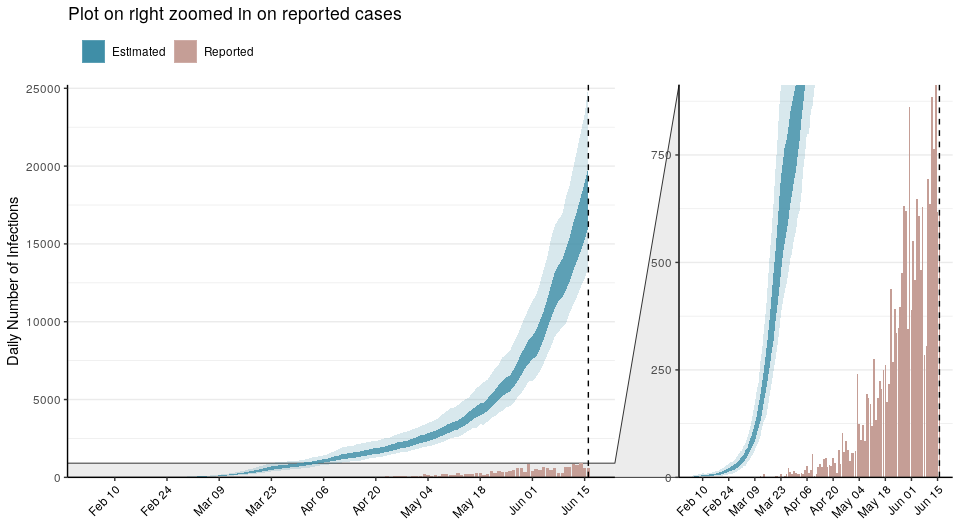 Plot on right zoomed in on reported cases
Estimated Reported
Daily Number of Infections
25000
20000
15000
10000
5000
0
Feb 10 Feb 24 Mar 09 Mar 23 Apr 06 Apr 20 May 04 May 18 Jun 01 Jun 15
750
500
250
0
Feb 10 Feb 24 Mar 09 Mar 23 Apr 06 Apr 20 May 04 May 18 Jun 01 Jun 15